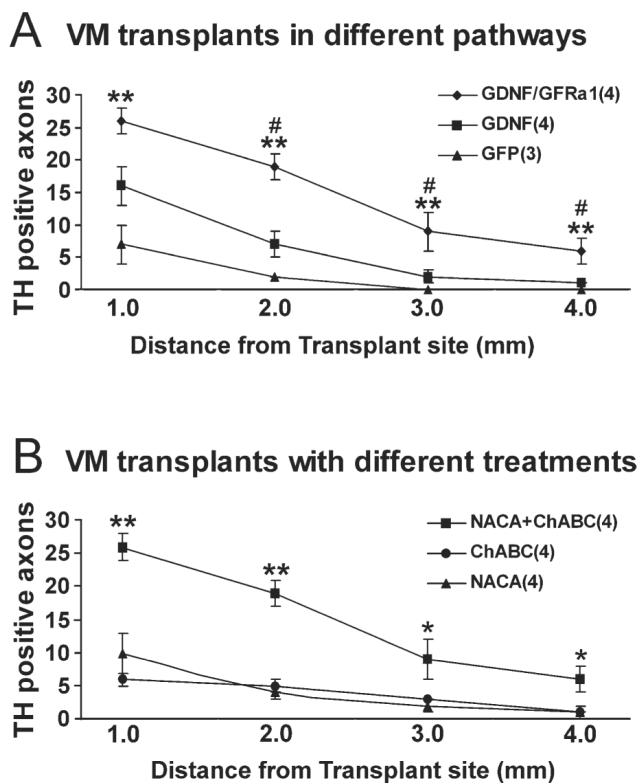 A VM transplants in different pathways
TH positive axons
30
25
20
15
10
5
0
GDNF/GFRa1(4)
GDNF(4)
GFP(3)
** 
#
**
#
**
#
**
1.0 2.0 3.0 4.0
Distance from Transplant site (mm)
B VM transplants with different treatments
TH positive axons
30
25
20
15
10
5
0
NACA+ChABC(4)
ChABC(4)
NACA(4)
**
**
*
*
1.0 2.0 3.0 4.0
Distance from Transplant site (mm)